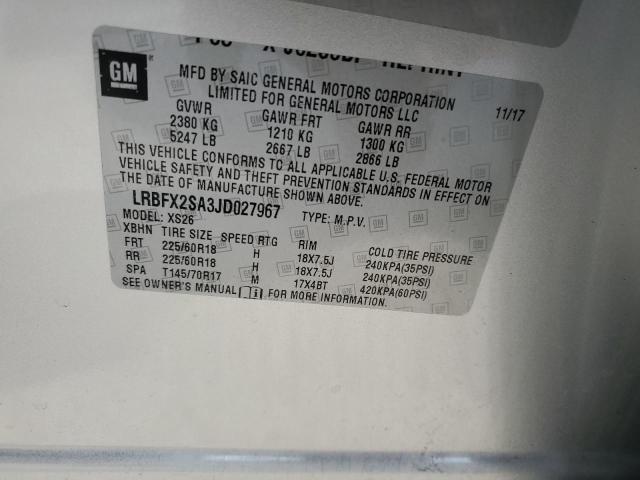 GM
MFD BY SAIC GENERAL MOTORS CORPORATION
LIMITED FOR GENERAL MOTORS LLC
11/17
GVWR GAWR FRT GAWR RR
2380 KG 1210 KG 1300 KG
5247 LB 2667 LB 2866 LB
THIS VEHICLE CONFORMS TO ALL APPLICABLE U.S. FEDERAL MOTOR
VEHICLE SAFETY AND THEFT PREVENTION STANDARDS IN EFFECT ON
THE DATE OF MANUFACTURE SHOWN ABOVE.
LRBFX2SA3JD027967 TYPE: M.P.V.
MODEL: XS26
XBHN TIRE SIZE SPEED RTG RIM COLD TIRE PRESSURE
FRT 225/60R18 H 18X7.5J 240KPA(35PSI)
RR 225/60R18 H 18X7.5J 240KPA(35PSI)
SPA T145/70R17 M 17X4BT 420KPA(60PSI)
SEE OWNER'S MANUAL FOR MORE INFORMATION.